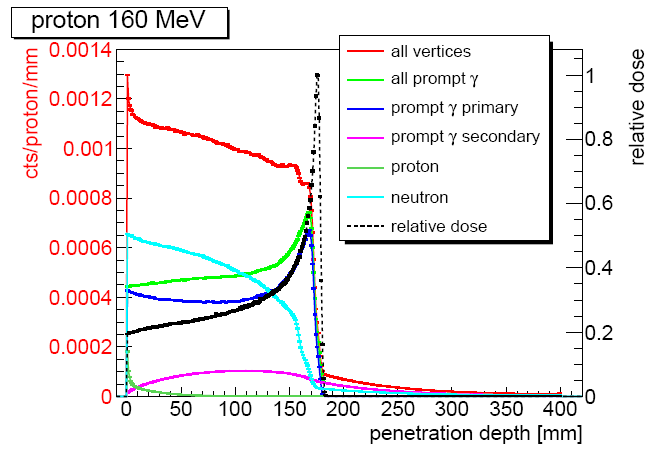 proton 160 MeV
cts/proton/mm
0.0014
0.0012
0.001
0.0008
0.0006
0.0004
0.0002
0
all vertices
all prompt γ
prompt γ primary
prompt γ secondary
proton
neutron
relative dose
relative dose
1
0.8
0.6
0.4
0.2
0
0 50 100 150 200 250 300 350 400
penetration depth [mm]